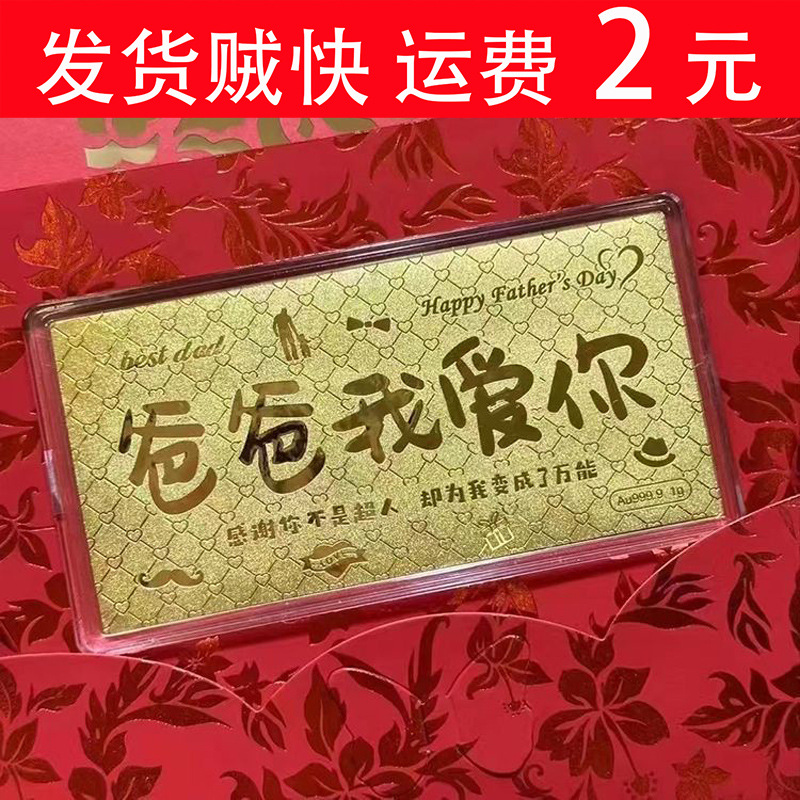 发货贼快 运费 2 元
Happy Father's Day
best dad
爸爸我爱你
感谢你不是超人 却为我变成了万能
Au999.9 1g
LOVE